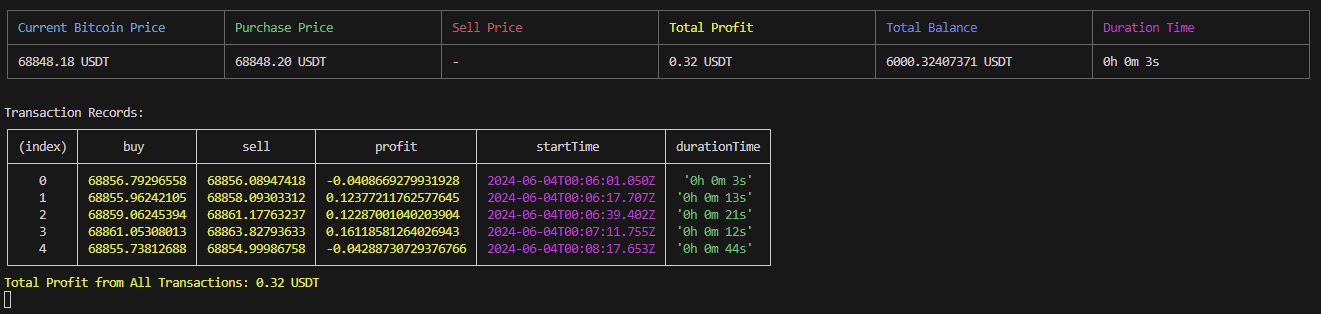 Current Bitcoin Price Purchase Price Sell Price Total Profit Total Balance Duration Time
68848.18 USDT 68848.20 USDT - 0.32 USDT 6000.32407371 USDT 0h 0m 3s
Transaction Records:
(index) buy sell profit startTime durationTime
0 68856.79296558 68856.08947418 -0.0408669279931928 2024-06-04T00:06:01.050Z '0h 0m 3s'
1 68855.96242105 68858.09303312 0.12377211762577645 2024-06-04T00:06:17.707Z '0h 0m 13s'
2 68859.06245394 68861.17763237 0.12287001040203904 2024-06-04T00:06:39.402Z '0h 0m 21s'
3 68861.05308013 68863.82793633 0.16118581264026943 2024-06-04T00:07:11.755Z '0h 0m 12s'
4 68855.73812688 68854.99986758 -0.04288730729376766 2024-06-04T00:08:17.653Z '0h 0m 44s'
Total Profit from All Transactions: 0.32 USDT